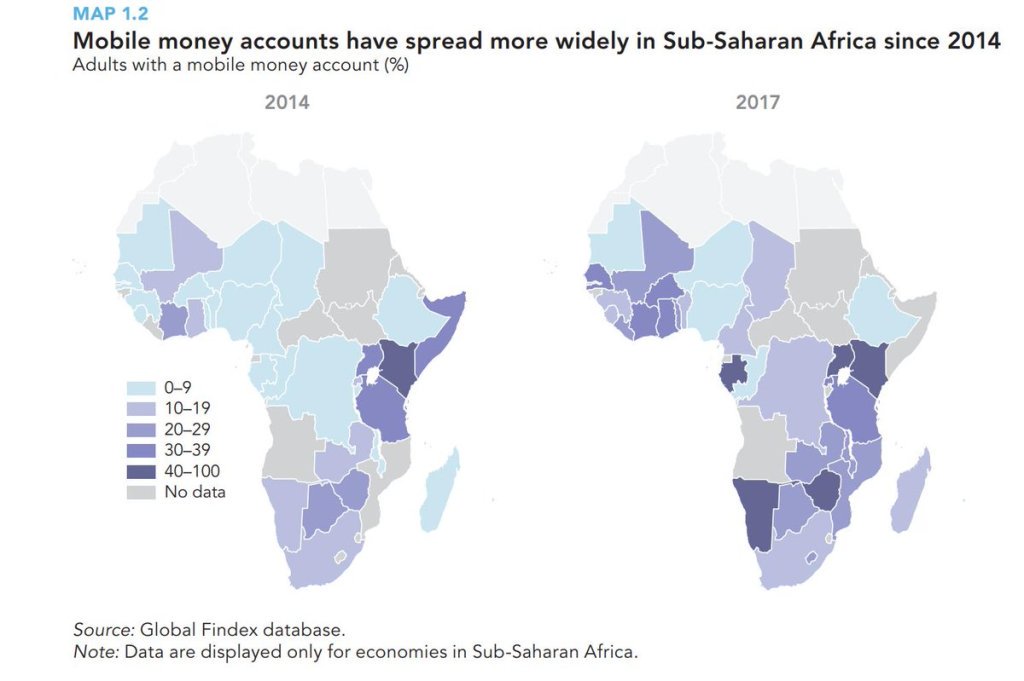 MAP 1.2
Mobile money accounts have spread more widely in Sub-Saharan Africa since 2014
Adults with a mobile money account (%)
2014
2017
0–9
10–19
20–29
30–39
40–100
No data
Source: Global Findex database.
Note: Data are displayed only for economies in Sub-Saharan Africa.